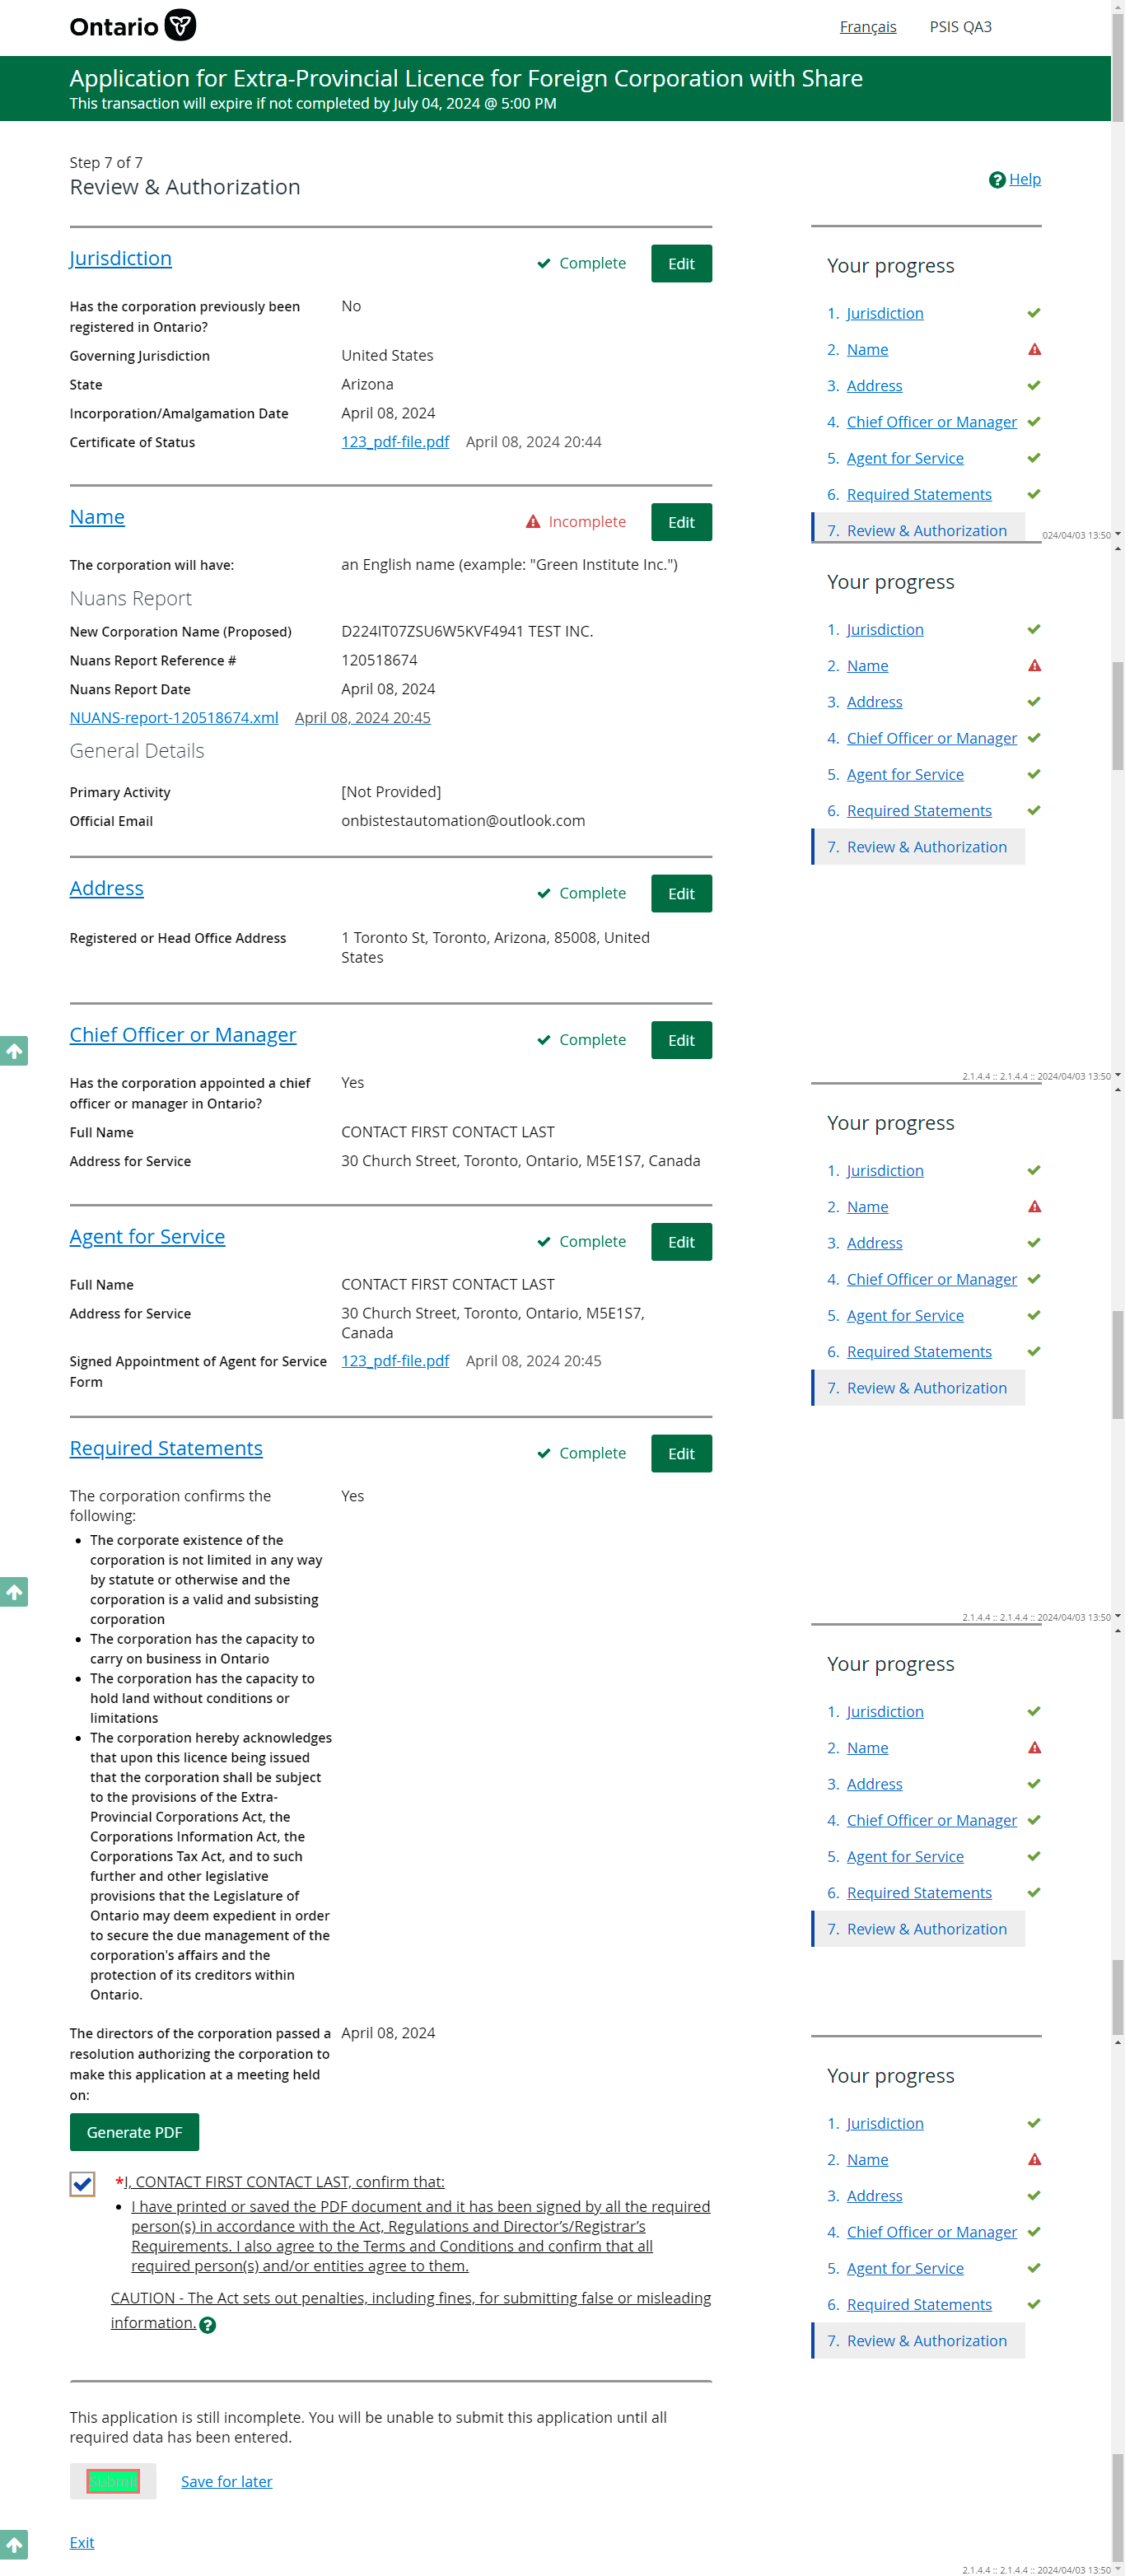 Ontario
Français PSIS QA3
Application for Extra-Provincial Licence for Foreign Corporation with Share
This transaction will expire if not completed by July 04, 2024 @ 5:00 PM
Step 7 of 7
Review & Authorization
Help
Jurisdiction
Complete
Edit
Has the corporation previously been
registered in Ontario?
No
Governing Jurisdiction United States
State Arizona
Incorporation/Amalgamation Date April 08, 2024
Certificate of Status 123_pdf-file.pdf April 08, 2024 20:44
Your progress
1. Jurisdiction
2. Name
3. Address
4. Chief Officer or Manager
5. Agent for Service
6. Required Statements
7. Review & Authorization
024/04/03 13:50
Name
Incomplete
Edit
The corporation will have: an English name (example: "Green Institute Inc.")
Nuans Report
New Corporation Name (Proposed) D224IT07ZSU6W5KVF4941 TEST INC.
Nuans Report Reference # 120518674
Nuans Report Date April 08, 2024
NUANS-report-120518674.xml April 08, 2024 20:45
General Details
Primary Activity [Not Provided]
Official Email onbistestautomation@outlook.com
Your progress
1. Jurisdiction
2. Name
3. Address
4. Chief Officer or Manager
5. Agent for Service
6. Required Statements
7. Review & Authorization
Address
Complete
Edit
Registered or Head Office Address 1 Toronto St, Toronto, Arizona, 85008, United
States
Chief Officer or Manager
Complete
Edit
2.1.4.4 :: 2.1.4.4 :: 2024/04/03 13:50
Has the corporation appointed a chief
officer or manager in Ontario?
Yes
Full Name CONTACT FIRST CONTACT LAST
Address for Service 30 Church Street, Toronto, Ontario, M5E1S7, Canada
Your progress
1. Jurisdiction
2. Name
3. Address
4. Chief Officer or Manager
5. Agent for Service
6. Required Statements
7. Review & Authorization
Agent for Service
Complete
Edit
Full Name CONTACT FIRST CONTACT LAST
Address for Service 30 Church Street, Toronto, Ontario, M5E1S7,
Canada
Signed Appointment of Agent for Service
Form
123_pdf-file.pdf April 08, 2024 20:45
Required Statements
Complete
Edit
The corporation confirms the
following:
Yes
• The corporate existence of the
corporation is not limited in any way
by statute or otherwise and the
corporation is a valid and subsisting
corporation
• The corporation has the capacity to
carry on business in Ontario
• The corporation has the capacity to
hold land without conditions or
limitations
• The corporation hereby acknowledges
that upon this licence being issued
that the corporation shall be subject
to the provisions of the Extra-
Provincial Corporations Act, the
Corporations Information Act, the
Corporations Tax Act, and to such
further and other legislative
provisions that the Legislature of
Ontario may deem expedient in order
to secure the due management of the
corporation's affairs and the
protection of its creditors within
Ontario.
2.1.4.4 :: 2.1.4.4 :: 2024/04/03 13:50
Your progress
1. Jurisdiction
2. Name
3. Address
4. Chief Officer or Manager
5. Agent for Service
6. Required Statements
7. Review & Authorization
The directors of the corporation passed a
resolution authorizing the corporation to
make this application at a meeting held
on:
April 08, 2024
Generate PDF
*I, CONTACT FIRST CONTACT LAST, confirm that:
• I have printed or saved the PDF document and it has been signed by all the required
person(s) in accordance with the Act, Regulations and Director’s/Registrar’s
Requirements. I also agree to the Terms and Conditions and confirm that all
required person(s) and/or entities agree to them.
CAUTION - The Act sets out penalties, including fines, for submitting false or misleading
information.
Your progress
1. Jurisdiction
2. Name
3. Address
4. Chief Officer or Manager
5. Agent for Service
6. Required Statements
7. Review & Authorization
This application is still incomplete. You will be unable to submit this application until all
required data has been entered.
Submit
Save for later
Exit
2.1.4.4 :: 2.1.4.4 :: 2024/04/03 13:50